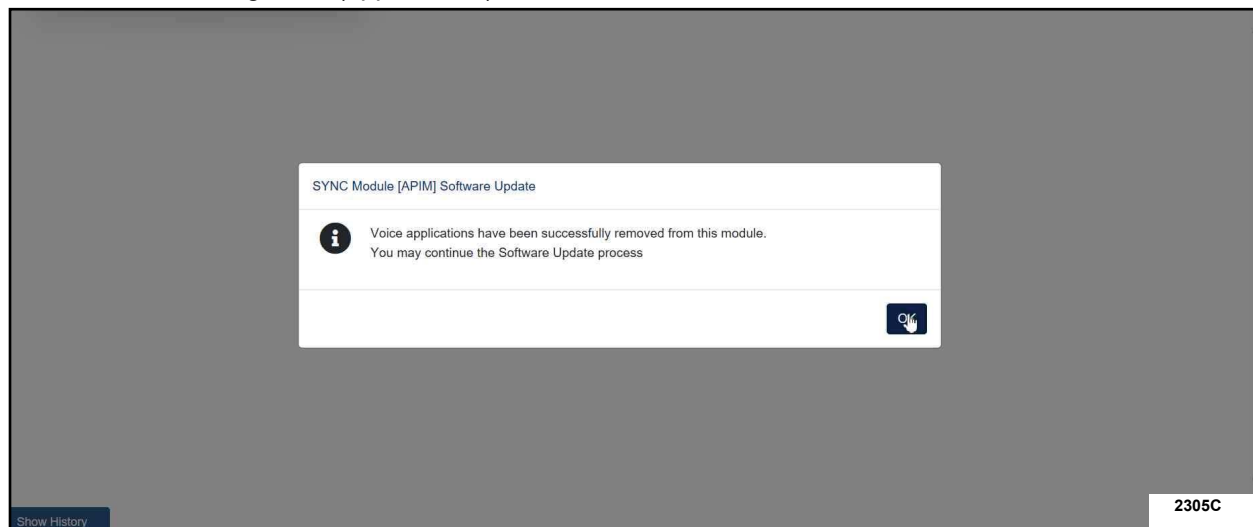 SYNC Module [APIM] Software Update
Voice applications have been successfully removed from this module.
You may continue the Software Update process
OK
Show History
2305C